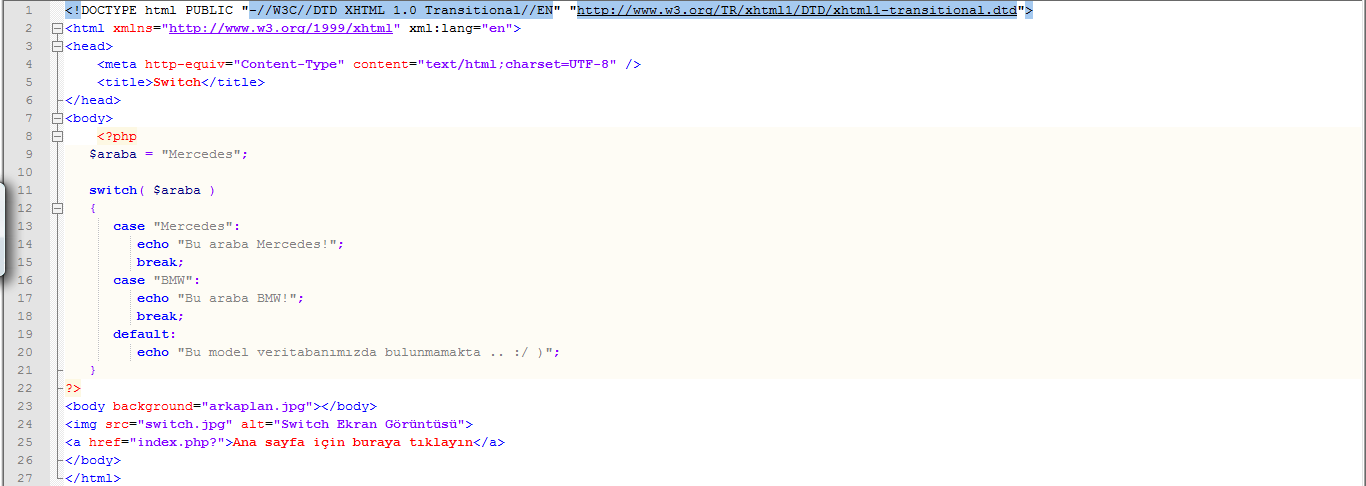 1 <!DOCTYPE html PUBLIC "-//W3C//DTD XHTML 1.0 Transitional//EN" "http://www.w3.org/TR/xhtml1/DTD/xhtml1-transitional.dtd">
2 <html xmlns="http://www.w3.org/1999/xhtml" xml:lang="en">
3 <head>
4     <meta http-equiv="Content-Type" content="text/html;charset=UTF-8" />
5     <title>Switch</title>
6 </head>
7 <body>
8     <?php
9    $araba = "Mercedes";
10
11    switch( $araba )
12    {
13       case "Mercedes":
14          echo "Bu araba Mercedes!";
15          break;
16       case "BMW":
17          echo "Bu araba BMW!";
18          break;
19       default:
20          echo "Bu model veritabanımızda bulunmamakta .. :/ )";
21    }
22 ?>
23 <body background="arkaplan.jpg"></body>
24 <img src="switch.jpg" alt="Switch Ekran Görüntüsü">
25 <a href="index.php?">Ana sayfa için buraya tıklayın</a>
26 </body>
27 </html>